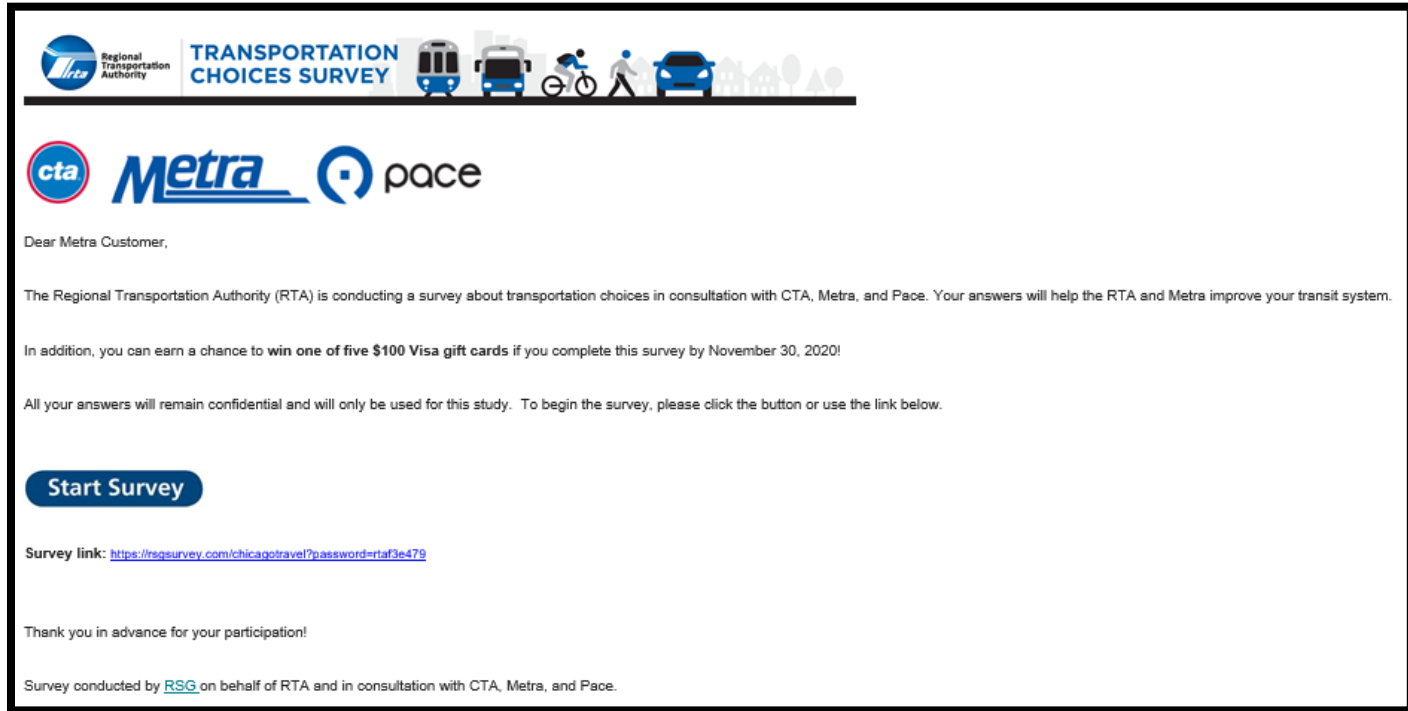 rta
Regional
Transportation
Authority
TRANSPORTATION
CHOICES SURVEY
cta
Metra
pace
Dear Metra Customer,
The Regional Transportation Authority (RTA) is conducting a survey about transportation choices in consultation with CTA, Metra, and Pace. Your answers will help the RTA and Metra improve your transit system.
In addition, you can earn a chance to win one of five $100 Visa gift cards if you complete this survey by November 30, 2020!
All your answers will remain confidential and will only be used for this study.  To begin the survey, please click the button or use the link below.
Start Survey
Survey link: https://rsgsurvey.com/chicagotravel?password=rtaf3e479
Thank you in advance for your participation!
Survey conducted by RSG on behalf of RTA and in consultation with CTA, Metra, and Pace.